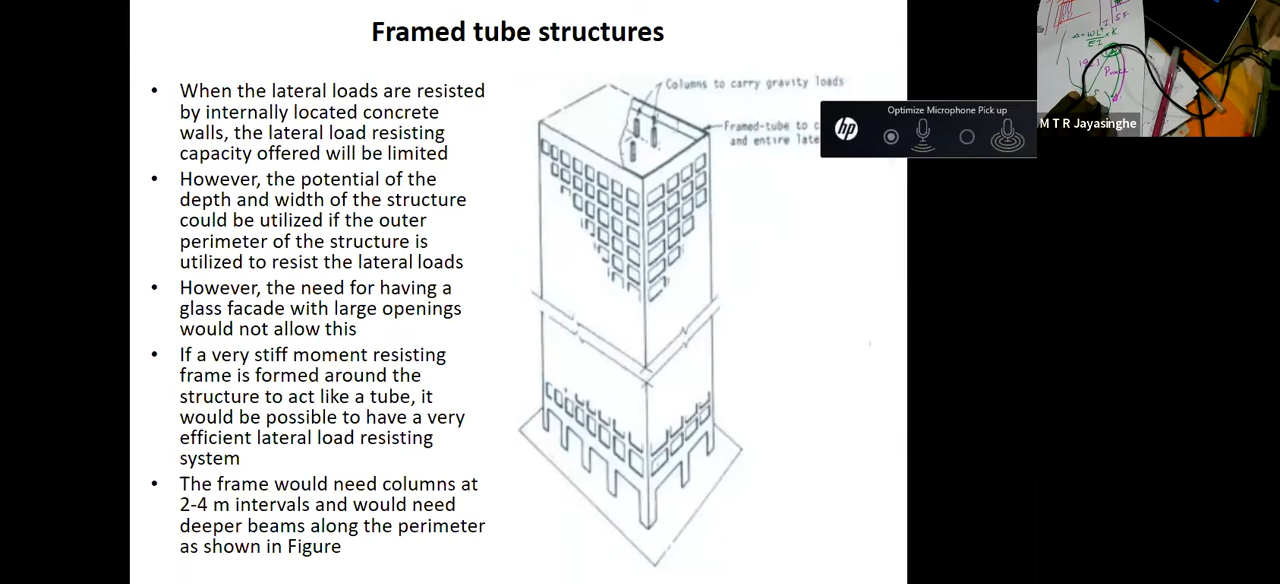 Framed tube structures
• When the lateral loads are resisted
by internally located concrete
walls, the lateral load resisting
capacity offered will be limited
• However, the potential of the
depth and width of the structure
could be utilized if the outer
perimeter of the structure is
utilized to resist the lateral loads
• However, the need for having a
glass facade with large openings
would not allow this
• If a very stiff moment resisting
frame is formed around the
structure to act like a tube, it
would be possible to have a very
efficient lateral load resisting
system
• The frame would need columns at
2-4 m intervals and would need
deeper beams along the perimeter
as shown in Figure
Columns to carry gravity loads
Framed-tube to c
and entire late
Optimize Microphone Pick up
hp
S F
M T R Jayasinghe